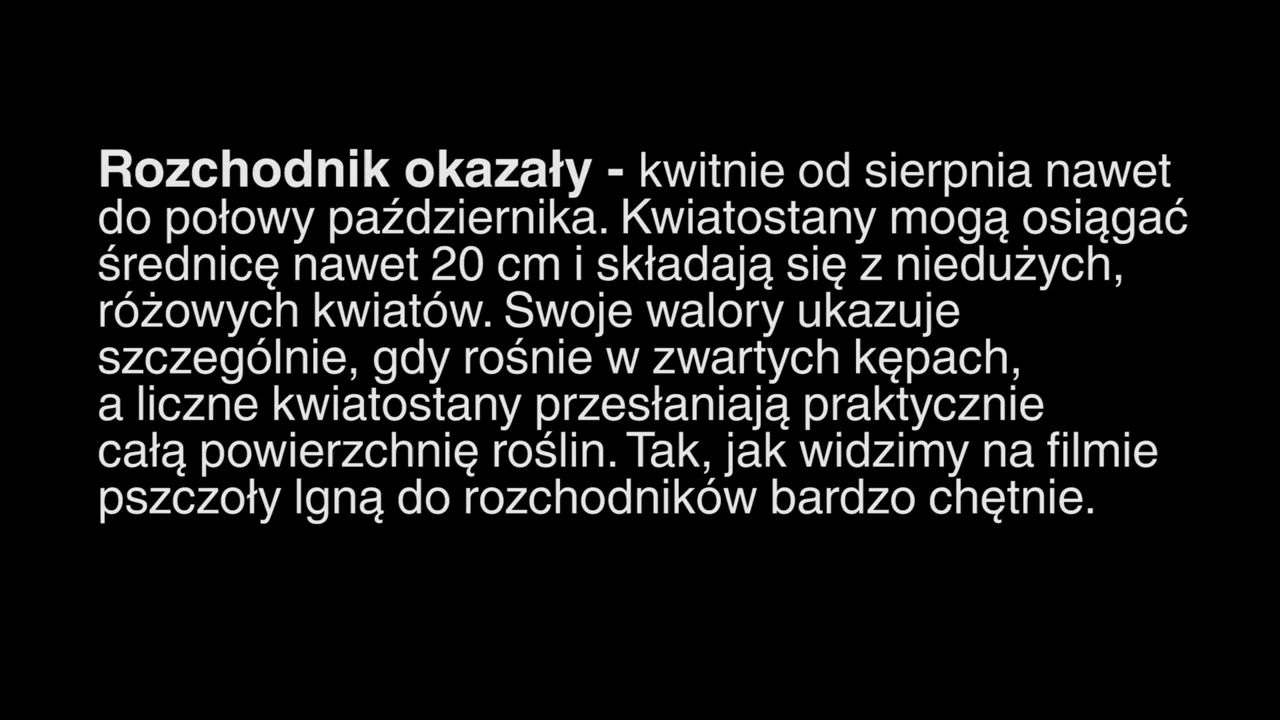 Rozchodnik okazały - kwitnie od sierpnia nawet
do połowy października. Kwiatostany mogą osiągać
średnicę nawet 20 cm i składają się z niedużych,
różowych kwiatów. Swoje walory ukazuje
szczególnie, gdy rośnie w zwartych kępach,
a liczne kwiatostany przesłaniają praktycznie
całą powierzchnię roślin. Tak, jak widzimy na filmie
pszczoły lgną do rozchodników bardzo chętnie.